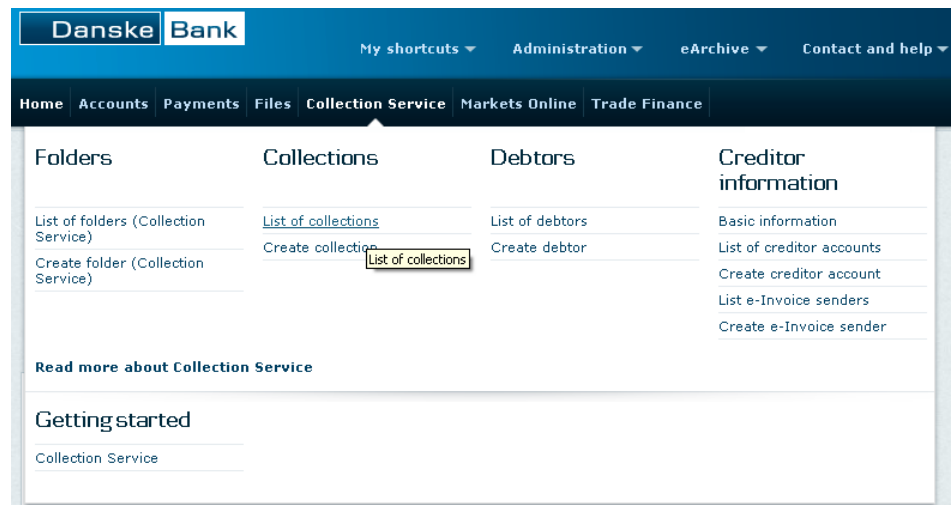 Danske Bank
My shortcuts Administration eArchive Contact and help
Home Accounts Payments Files Collection Service Markets Online Trade Finance
Folders
List of folders (Collection
Service)
Create folder (Collection
Service)
Collections
List of collections
Create collection
List of collections
Debtors
List of debtors
Create debtor
Creditor
information
Basic information
List of creditor accounts
Create creditor account
List e-Invoice senders
Create e-Invoice sender
Read more about Collection Service
Getting started
Collection Service